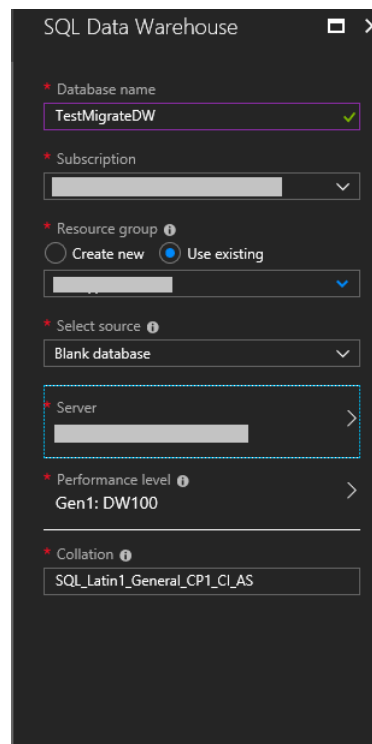 SQL Data Warehouse
* Database name
TestMigrateDW
* Subscription
* Resource group
Create new Use existing
* Select source
Blank database
* Server
* Performance level
Gen1: DW100
* Collation
SQL_Latin1_General_CP1_CI_AS